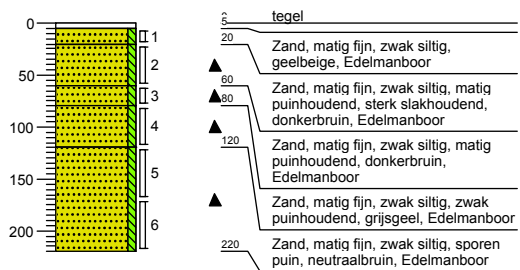 0
50
100
150
200
1
2
3
4
5
6
5
tegel
20
Zand, matig fijn, zwak siltig,
geelbeige, Edelmanboor
60
Zand, matig fijn, zwak siltig, matig
puinhoudend, sterk slakhoudend,
donkerbruin, Edelmanboor
80
Zand, matig fijn, zwak siltig, matig
puinhoudend, donkerbruin,
Edelmanboor
120
Zand, matig fijn, zwak siltig, zwak
puinhoudend, grijsgeel, Edelmanboor
220
Zand, matig fijn, zwak siltig, sporen
puin, neutraalbruin, Edelmanboor